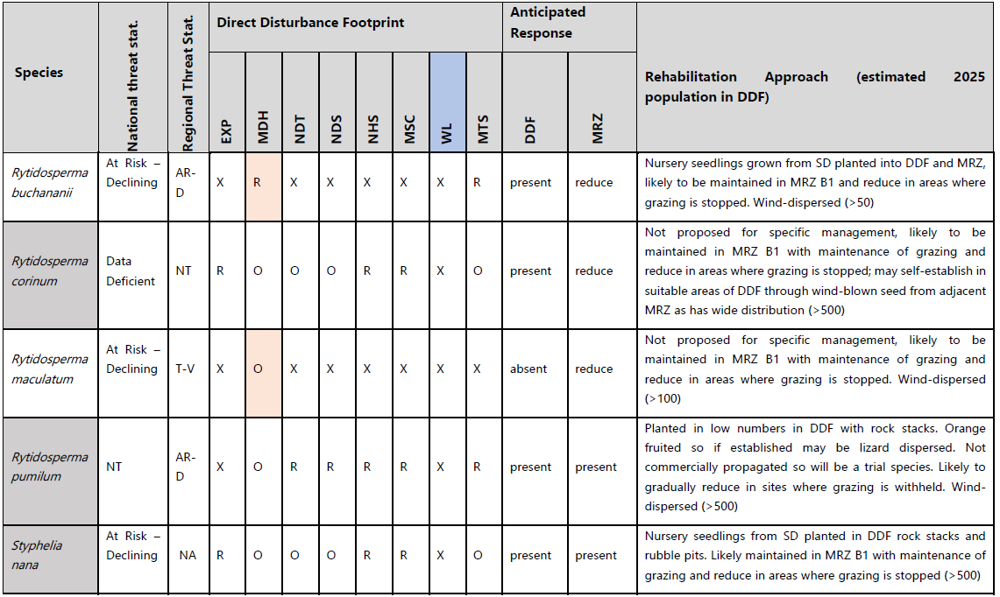 Species
National threat stat.
Regional Threat Stat.
Direct Disturbance Footprint
Anticipated
Response
Rehabilitation Approach (estimated 2025
population in DDF)
EXP
MDH
NDT
NDS
NHS
MSC
WL
MTS
DDF
MRZ
Rytidosperma
buchananii
At Risk –
Declining
AR-
D
X R X X X X X R present reduce
Nursery seedlings grown from SD planted into DDF and MRZ,
likely to be maintained in MRZ B1 and reduce in areas where
grazing is stopped. Wind-dispersed (>50)
Rytidosperma
corinum
Data
Deficient
NT
R O O O R R X O present reduce
Not proposed for specific management, likely to be
maintained in MRZ B1 with maintenance of grazing and
reduce in areas where grazing is stopped; may self-establish in
suitable areas of DDF through wind-blown seed from adjacent
MRZ as has wide distribution (>500)
Rytidosperma
maculatum
At Risk –
Declining
T-V
X O X X X X X X absent reduce
Not proposed for specific management, likely to be
maintained in MRZ B1 with maintenance of grazing and
reduce in areas where grazing is stopped. Wind-dispersed
(>100)
Rytidosperma
pumilum
NT
AR-
D
X O R R R R X R present present
Planted in low numbers in DDF with rock stacks. Orange
fruited so if established may be lizard dispersed. Not
commercially propagated so will be a trial species. Likely to
gradually reduce in sites where grazing is withheld. Wind-
dispersed (>500)
Styphelia
nana
At Risk –
Declining
NA
R O O O R R X O present present
Nursery seedlings from SD planted in DDF rock stacks and
rubble pits. Likely maintained in MRZ B1 with maintenance of
grazing and reduce in areas where grazing is stopped (>500)